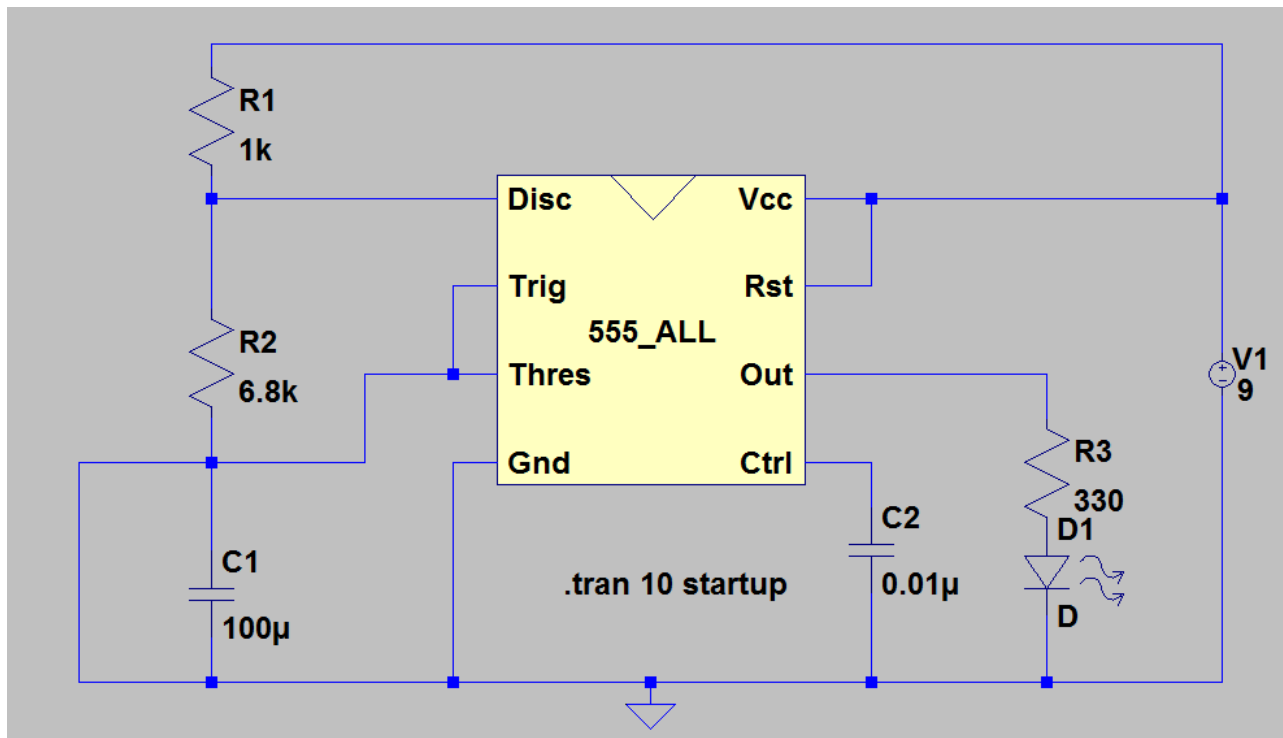 R1
1k
Disc
Vcc
Trig
Rst
R2
6.8k
555_ALL
Thres
Out
V1
9
Gnd
Ctrl
R3
330
C1
100µ
C2
0.01µ
.tran 10 startup
D1
D